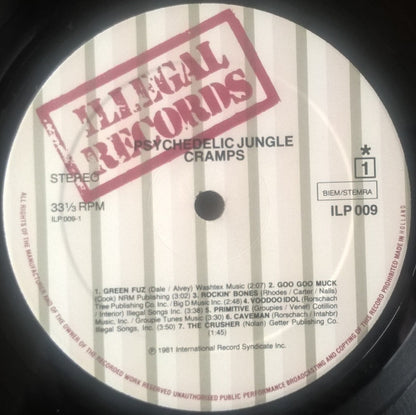 ILLEGAL
RECORDS
PSYCHEDELIC JUNGLE
CRAMPS
STEREO
33⅓ RPM
ILP 009-1
*
1
BIEM/STEMRA
ILP 009
1. GREEN FUZ (Dale / Alvey) Washtex Music (2:07) 2. GOO GOO MUCK
(Cook) NRM Publishing (3:02) 3. ROCKIN' BONES (Rhodes / Carter / Nalls)
Tree Publishing Co. Inc. / Big D Music Inc. (2:48) 4. VOODOO IDOL (Rorschach
/ Interior) Illegal Songs Inc. (3:38) 5. PRIMITIVE (Groupies / Venet) Cotillion
Music, Inc. / Groupie Tunes Music) 6. CAVEMAN (Rorschach / Intahbr)
Illegal Songs, Inc. (3:50) 7. THE CRUSHER (Nolan) Getter Publishing Co.
(1:45)
℗ 1981 International Record Syndicate Inc.
ALL RIGHTS OF THE MANUFACTURER AND OF THE OWNER OF THE RECORDED WORK RESERVED UNAUTHORISED PUBLIC PERFORMANCE BROADCASTING AND COPYING OF THIS RECORD PROHIBITED MADE IN HOLLAND